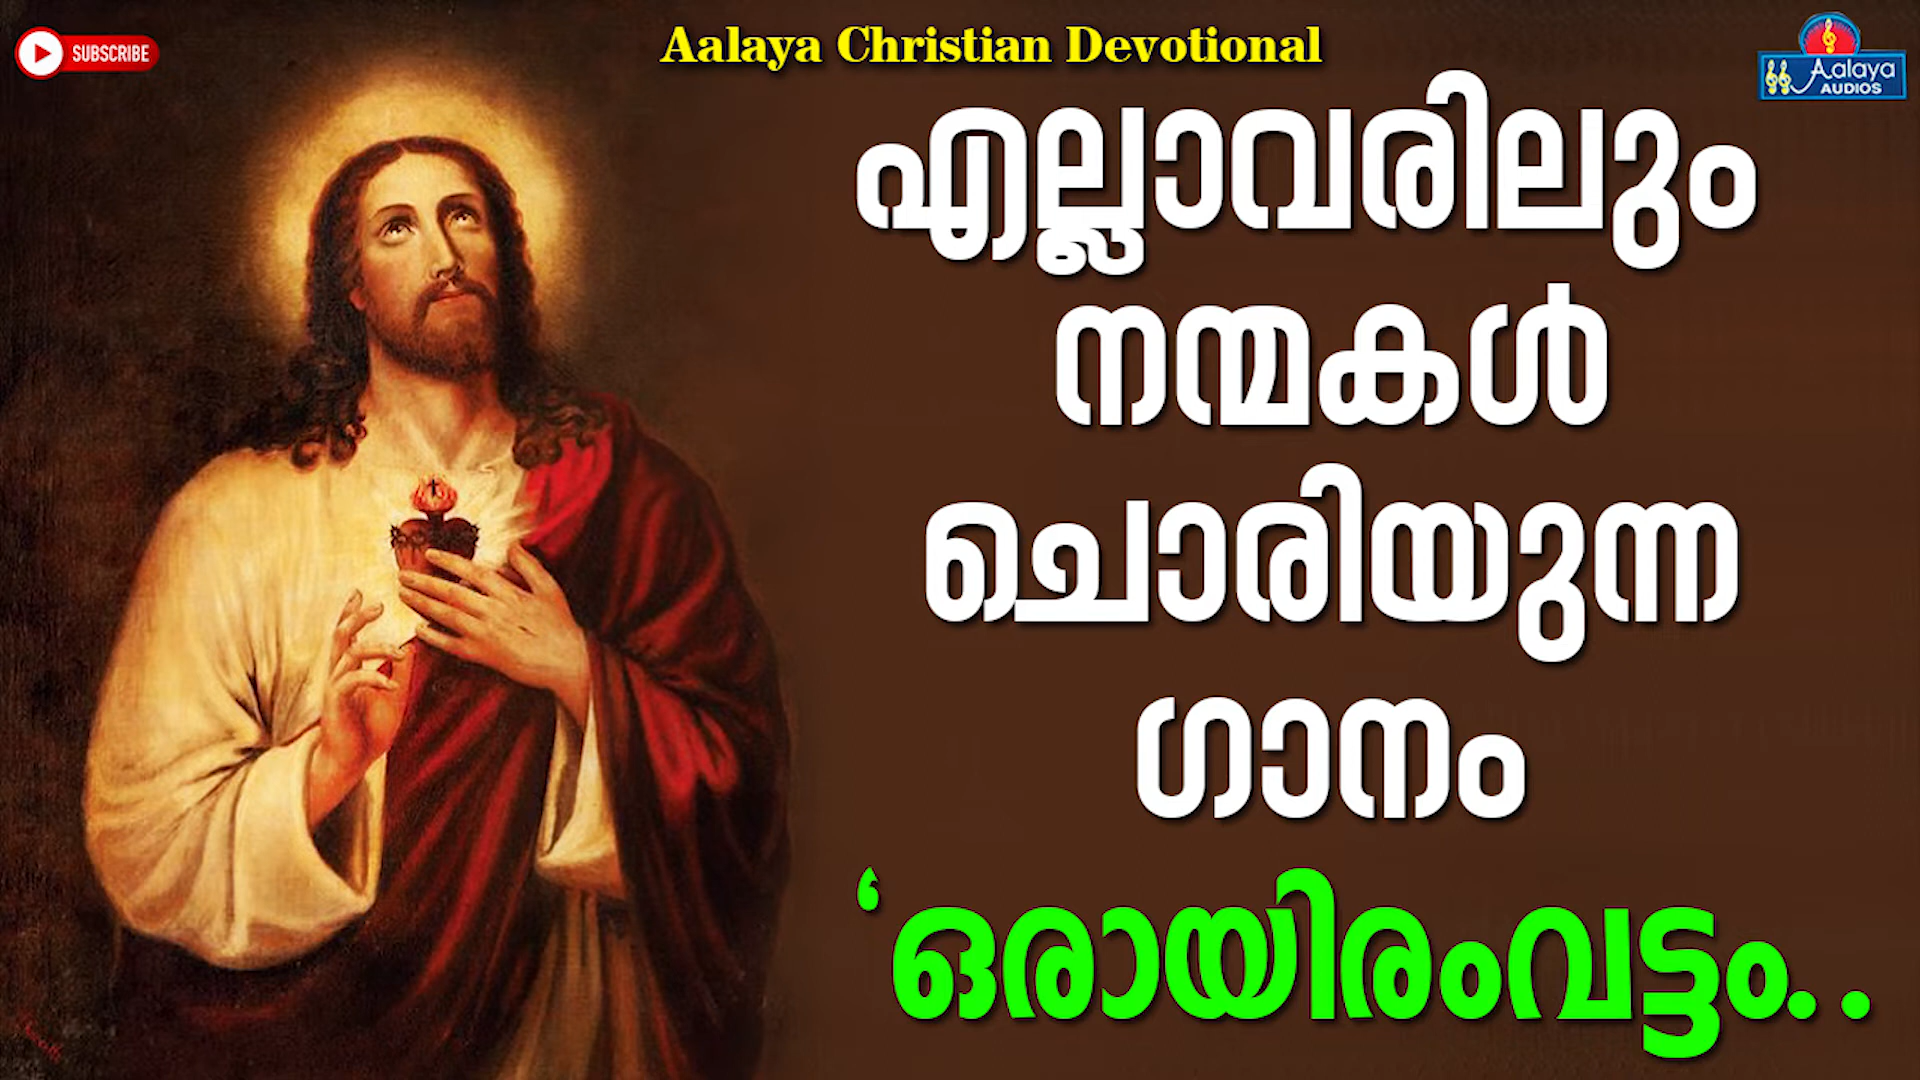 SUBSCRIBE
Aalaya Christian Devotional
Aalaya
AUDIOS
എല്ലാവരിലും
നന്മകൾ
ചൊരിയുന്ന
ഗാനം
‘ഒരായിരംവട്ടം..